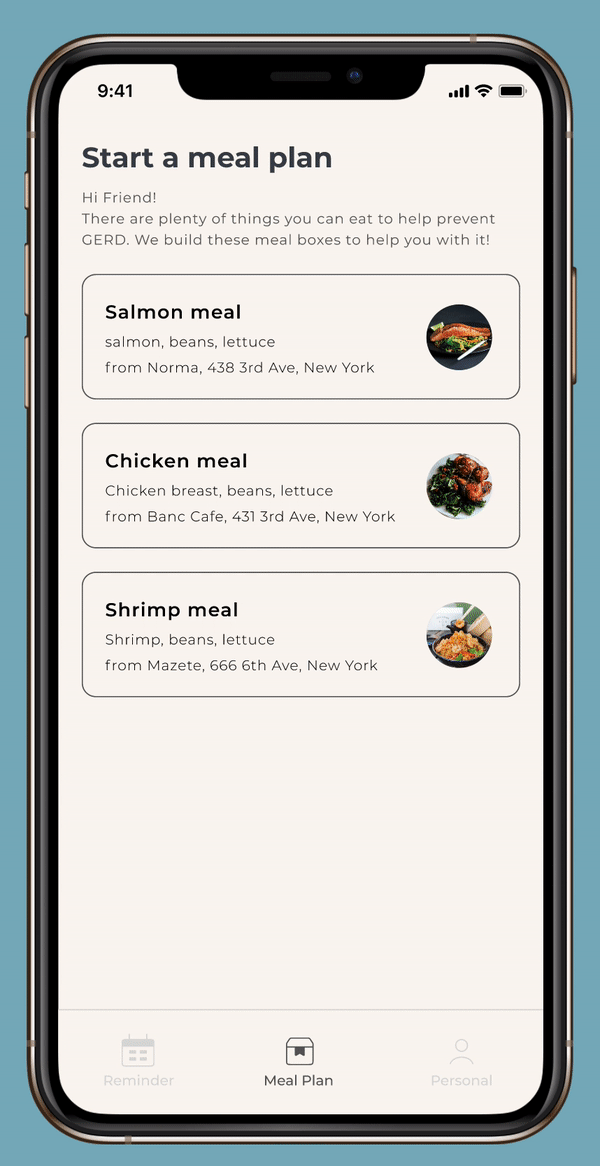 9:41
Start a meal plan
Hi Friend!
There are plenty of things you can eat to help prevent
GERD. We build these meal boxes to help you with it!
Salmon meal
salmon, beans, lettuce
from Norma, 438 3rd Ave, New York
Chicken meal
Chicken breast, beans, lettuce
from Banc Cafe, 431 3rd Ave, New York
Shrimp meal
Shrimp, beans, lettuce
from Mazete, 666 6th Ave, New York
Reminder
Meal Plan
Personal